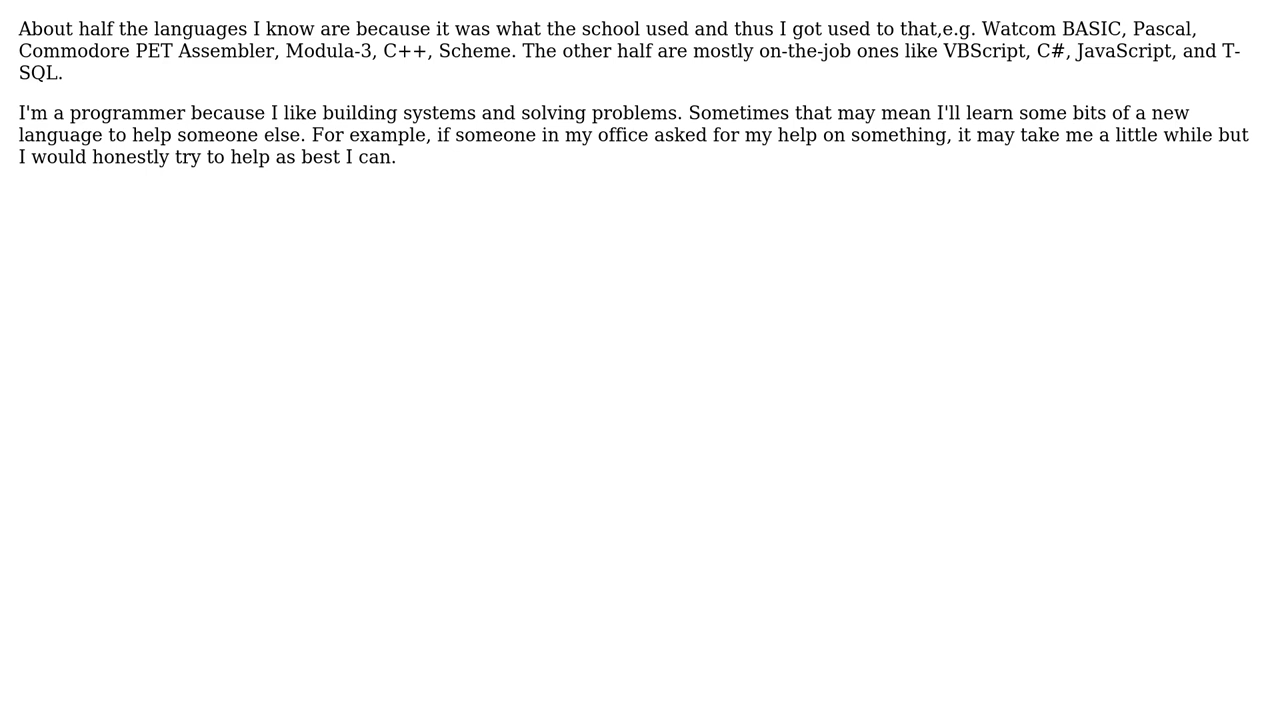 About half the languages I know are because it was what the school used and thus I got used to that,e.g. Watcom BASIC, Pascal,
Commodore PET Assembler, Modula-3, C++, Scheme. The other half are mostly on-the-job ones like VBScript, C#, JavaScript, and T-
SQL.
I'm a programmer because I like building systems and solving problems. Sometimes that may mean I'll learn some bits of a new
language to help someone else. For example, if someone in my office asked for my help on something, it may take me a little while but
I would honestly try to help as best I can.